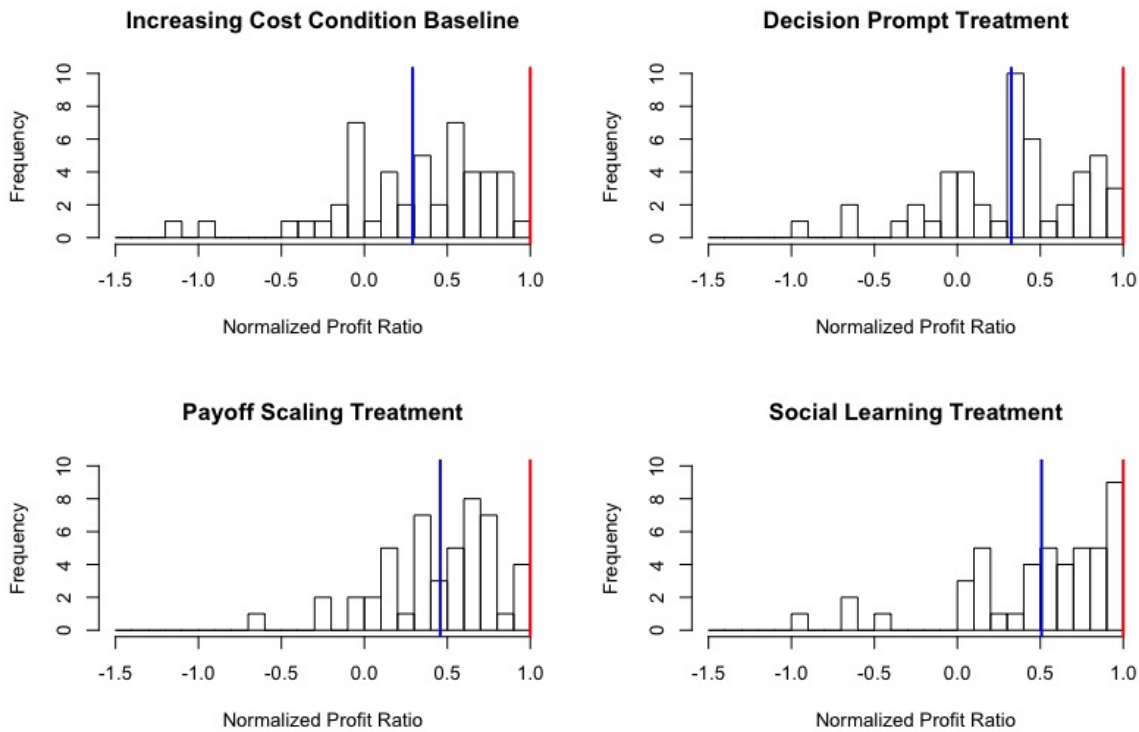 Increasing Cost Condition Baseline
Frequency
0 2 4 6 8 10
-1.5 -1.0 -0.5 0.0 0.5 1.0
Normalized Profit Ratio
Decision Prompt Treatment
Frequency
0 2 4 6 8 10
-1.5 -1.0 -0.5 0.0 0.5 1.0
Normalized Profit Ratio
Payoff Scaling Treatment
Frequency
0 2 4 6 8 10
-1.5 -1.0 -0.5 0.0 0.5 1.0
Normalized Profit Ratio
Social Learning Treatment
Frequency
0 2 4 6 8 10
-1.5 -1.0 -0.5 0.0 0.5 1.0
Normalized Profit Ratio